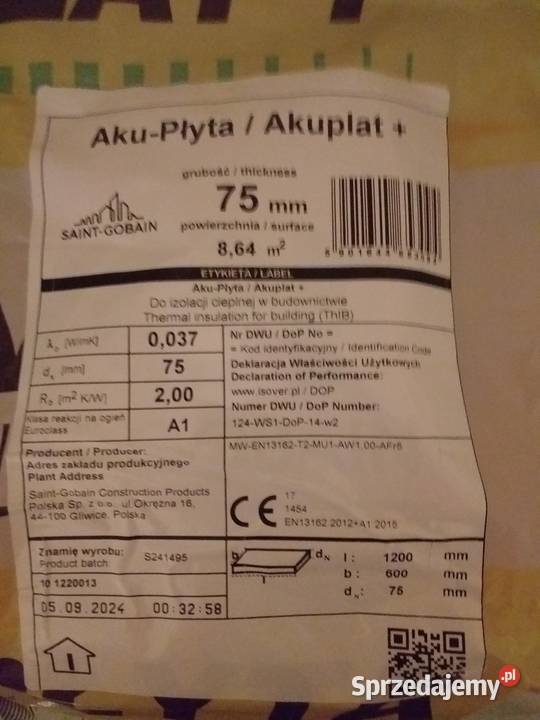 Aku-Płyta / Akuplat +
grubość / thickness
75 mm
powierzchnia / surface
8,64 m²
SAINT-GOBAIN
ETYKIETA / LABEL
Aku-Płyta / Akuplat +
Do izolacji cieplnej w budownictwie
Thermal insulation for building (ThIB)
λD [W/mK] 0,037
dN [mm] 75
RD [m² K/W] 2,00
Klasa reakcji na ogień
Euroclass A1
Nr DWU / DoP No =
= Kod identyfikacyjny / Identification Code
Deklaracja Właściwości Użytkowych
Declaration of Performance:
www.isover.pl / DOP
Numer DWU / DoP Number:
124-WS1-DoP-14-w2
Producent / Producer:
Adres zakładu produkcyjnego
Plant Address
Saint-Gobain Construction Products
Polska Sp. z o.o. ul Okrężna 16,
44-100 Gliwice, Polska
MW-EN13162-T2-MU1-AW1,00-AFr5
CE
17
1454
EN13162 2012+A1 2015
Znamię wyrobu: S241495
Product batch:
10 1220013
05.09.2024 00:32:58
b dN l
l : 1200 mm
b : 600 mm
dN : 75 mm
Sprzedajemy.pl